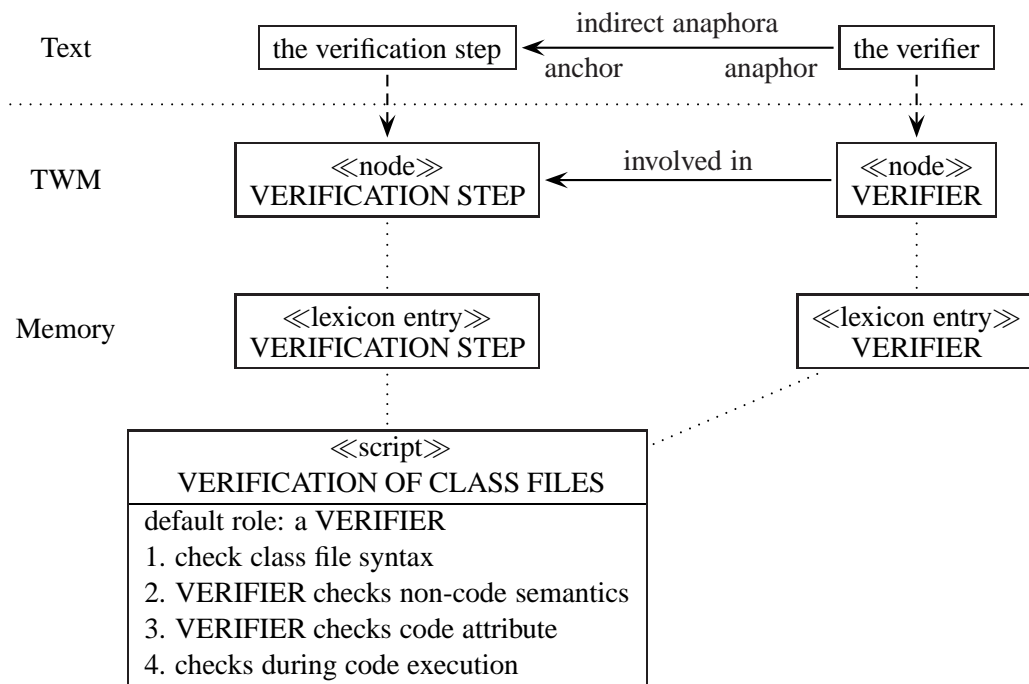 indirect anaphora
Text the verification step the verifier
anchor anaphor
≪node≫ involved in ≪node≫
TWM VERIFICATION STEP VERIFIER
≪lexicon entry≫ ≪lexicon entry≫
Memory VERIFICATION STEP VERIFIER
≪script≫
VERIFICATION OF CLASS FILES
default role: a VERIFIER
1. check class file syntax
2. VERIFIER checks non-code semantics
3. VERIFIER checks code attribute
4. checks during code execution